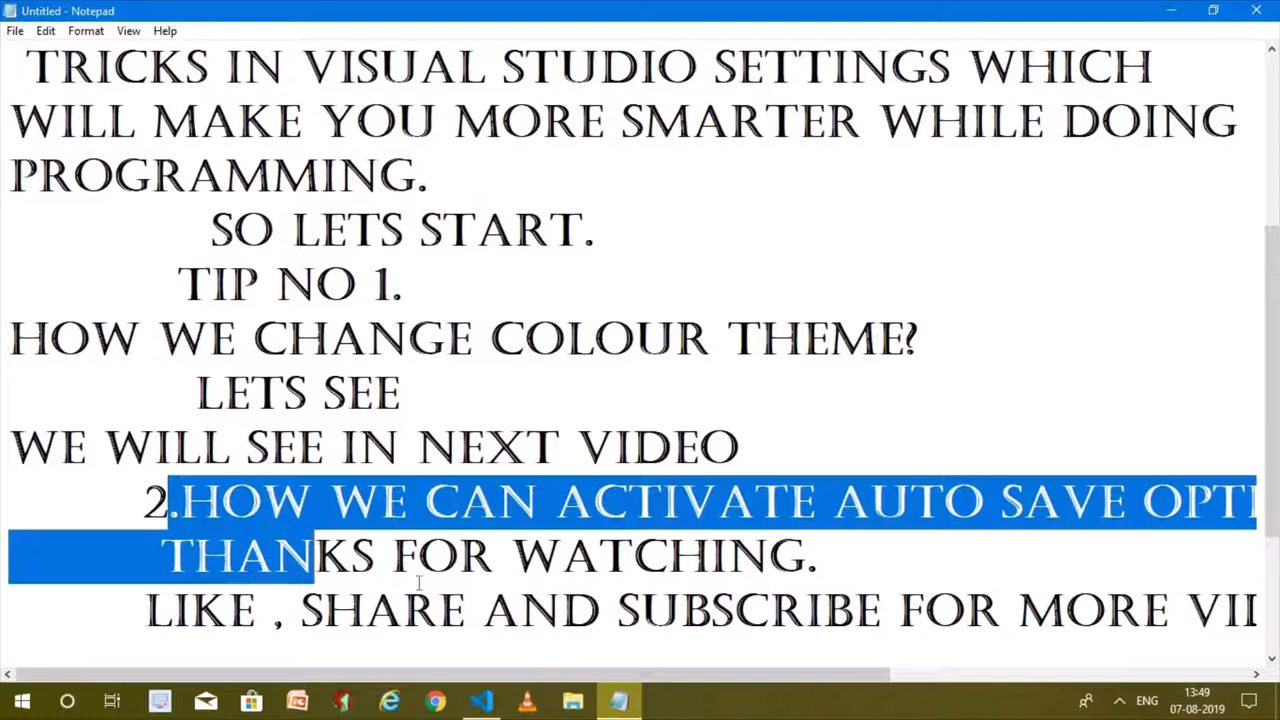 Untitled - Notepad
File Edit Format View Help
TRICKS IN VISUAL STUDIO SETTINGS WHICH
WILL MAKE YOU MORE SMARTER WHILE DOING
PROGRAMMING.
SO LETS START.
TIP NO 1.
HOW WE CHANGE COLOUR THEME?
LETS SEE
WE WILL SEE IN NEXT VIDEO
2.HOW WE CAN ACTIVATE AUTO SAVE OPTI
THANKS FOR WATCHING.
LIKE , SHARE AND SUBSCRIBE FOR MORE
ENG
13:49
07-08-2019